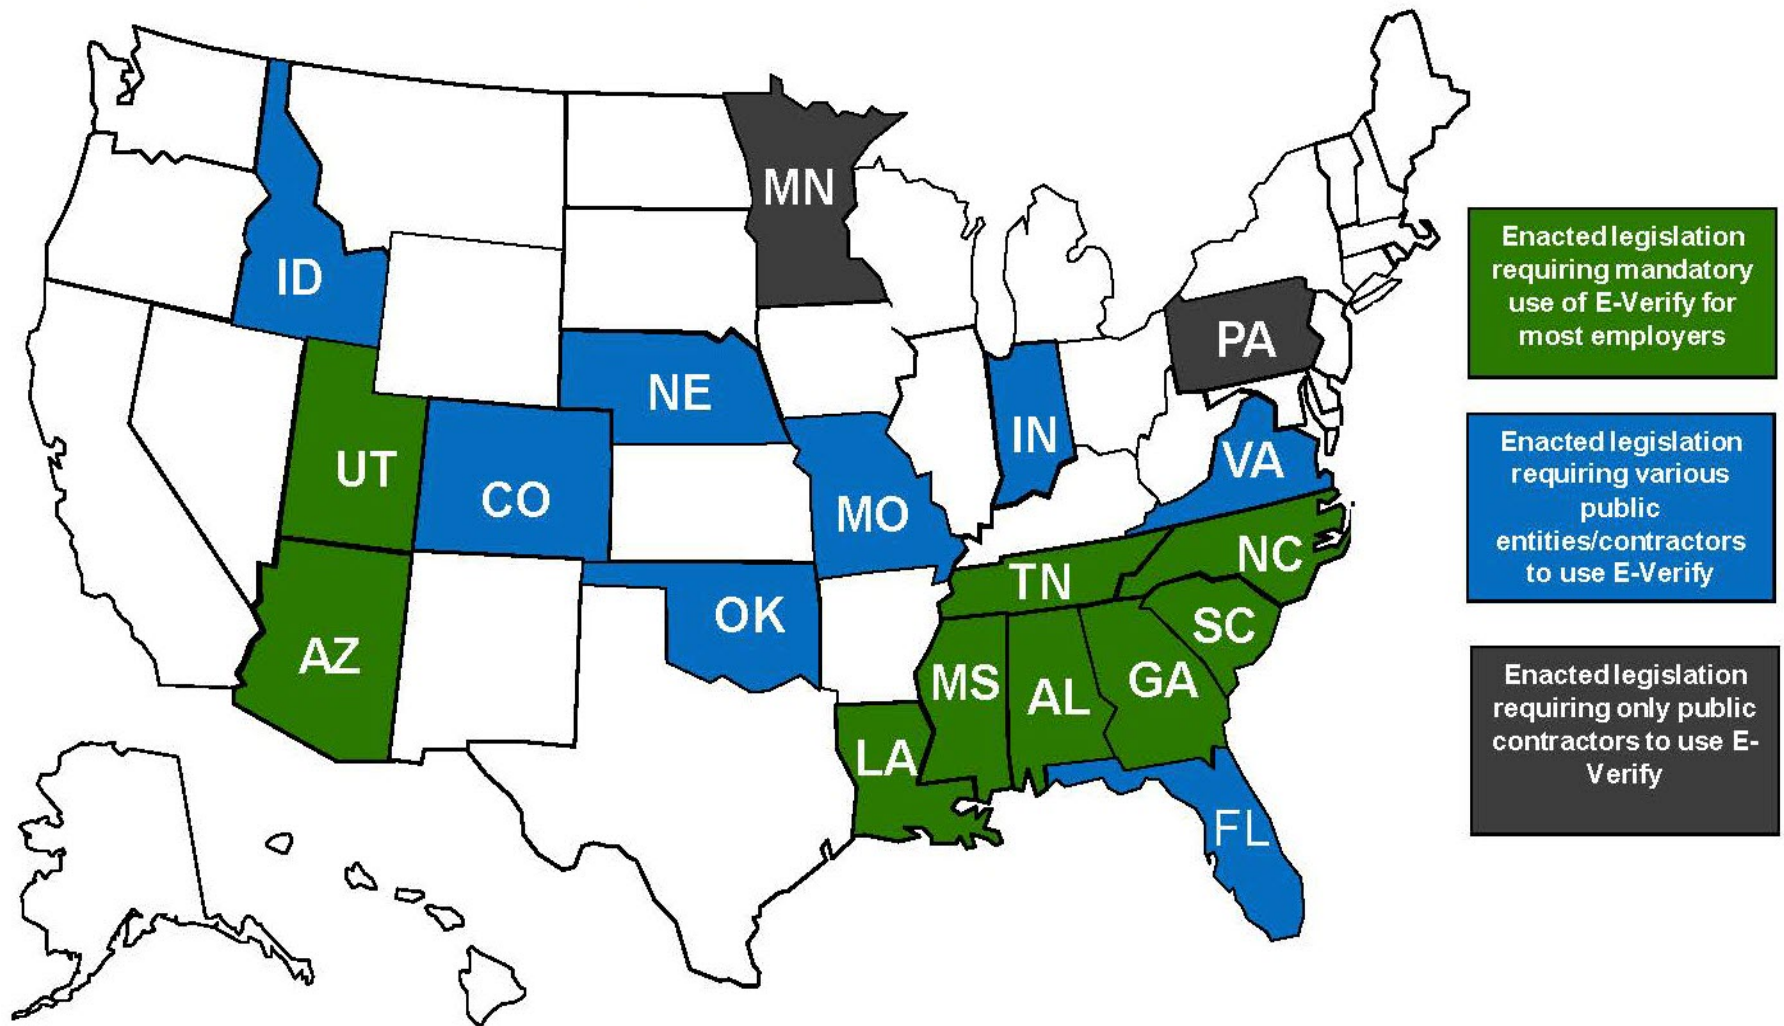 MN
ID
PA
NE
IN
UT
CO
VA
MO
NC
TN
OK
SC
AZ
MS
AL
GA
LA
FL
Enacted legislation
requiring mandatory
use of E-Verify for
most employers
Enacted legislation
requiring various
public
entities/contractors
to use E-Verify
Enacted legislation
requiring only public
contractors to use E-
Verify